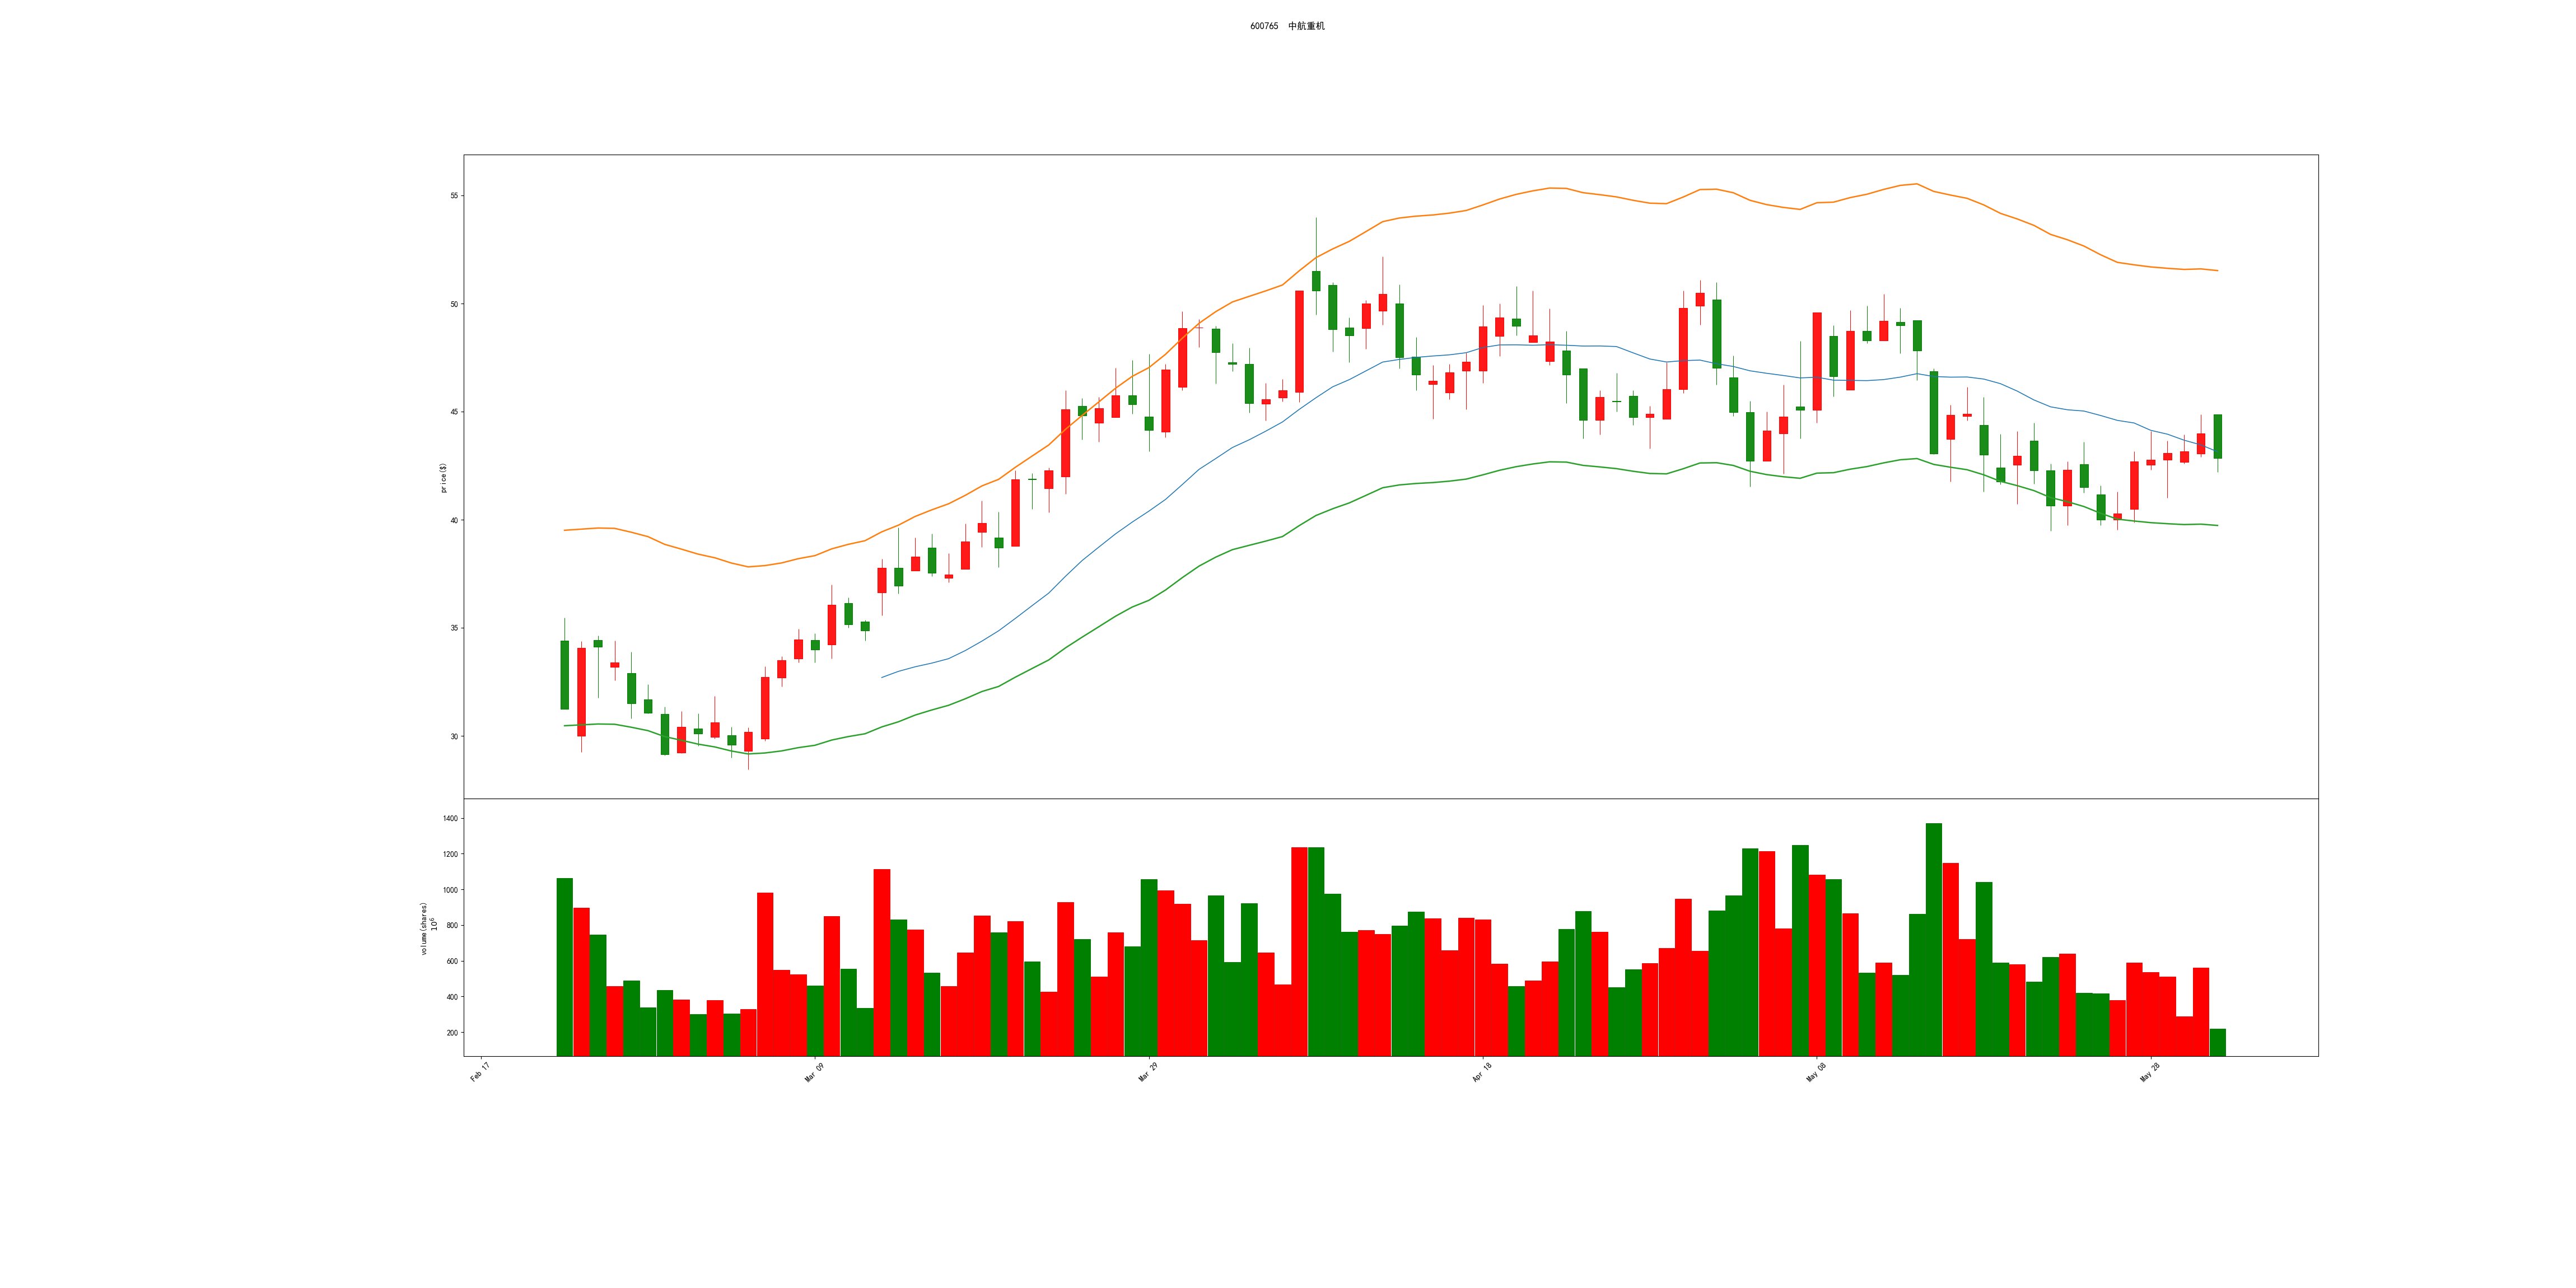 600765 中航重机
55
50
45
40
35
30
price($)
1400
1200
1000
800
600
400
200
volume(shares)
10^6
Feb 17
Mar 09
Mar 29
Apr 18
May 08
May 28